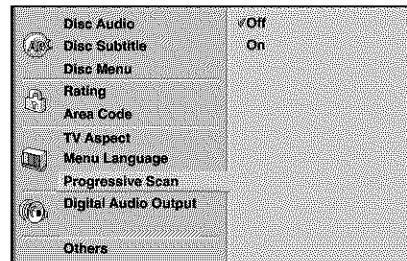 Disc Audio
✓Off
ABC
Disc Subtitle
On
Disc Menu
Rating
Area Code
TV Aspect
Menu Language
Progressive Scan
Digital Audio Output
Others